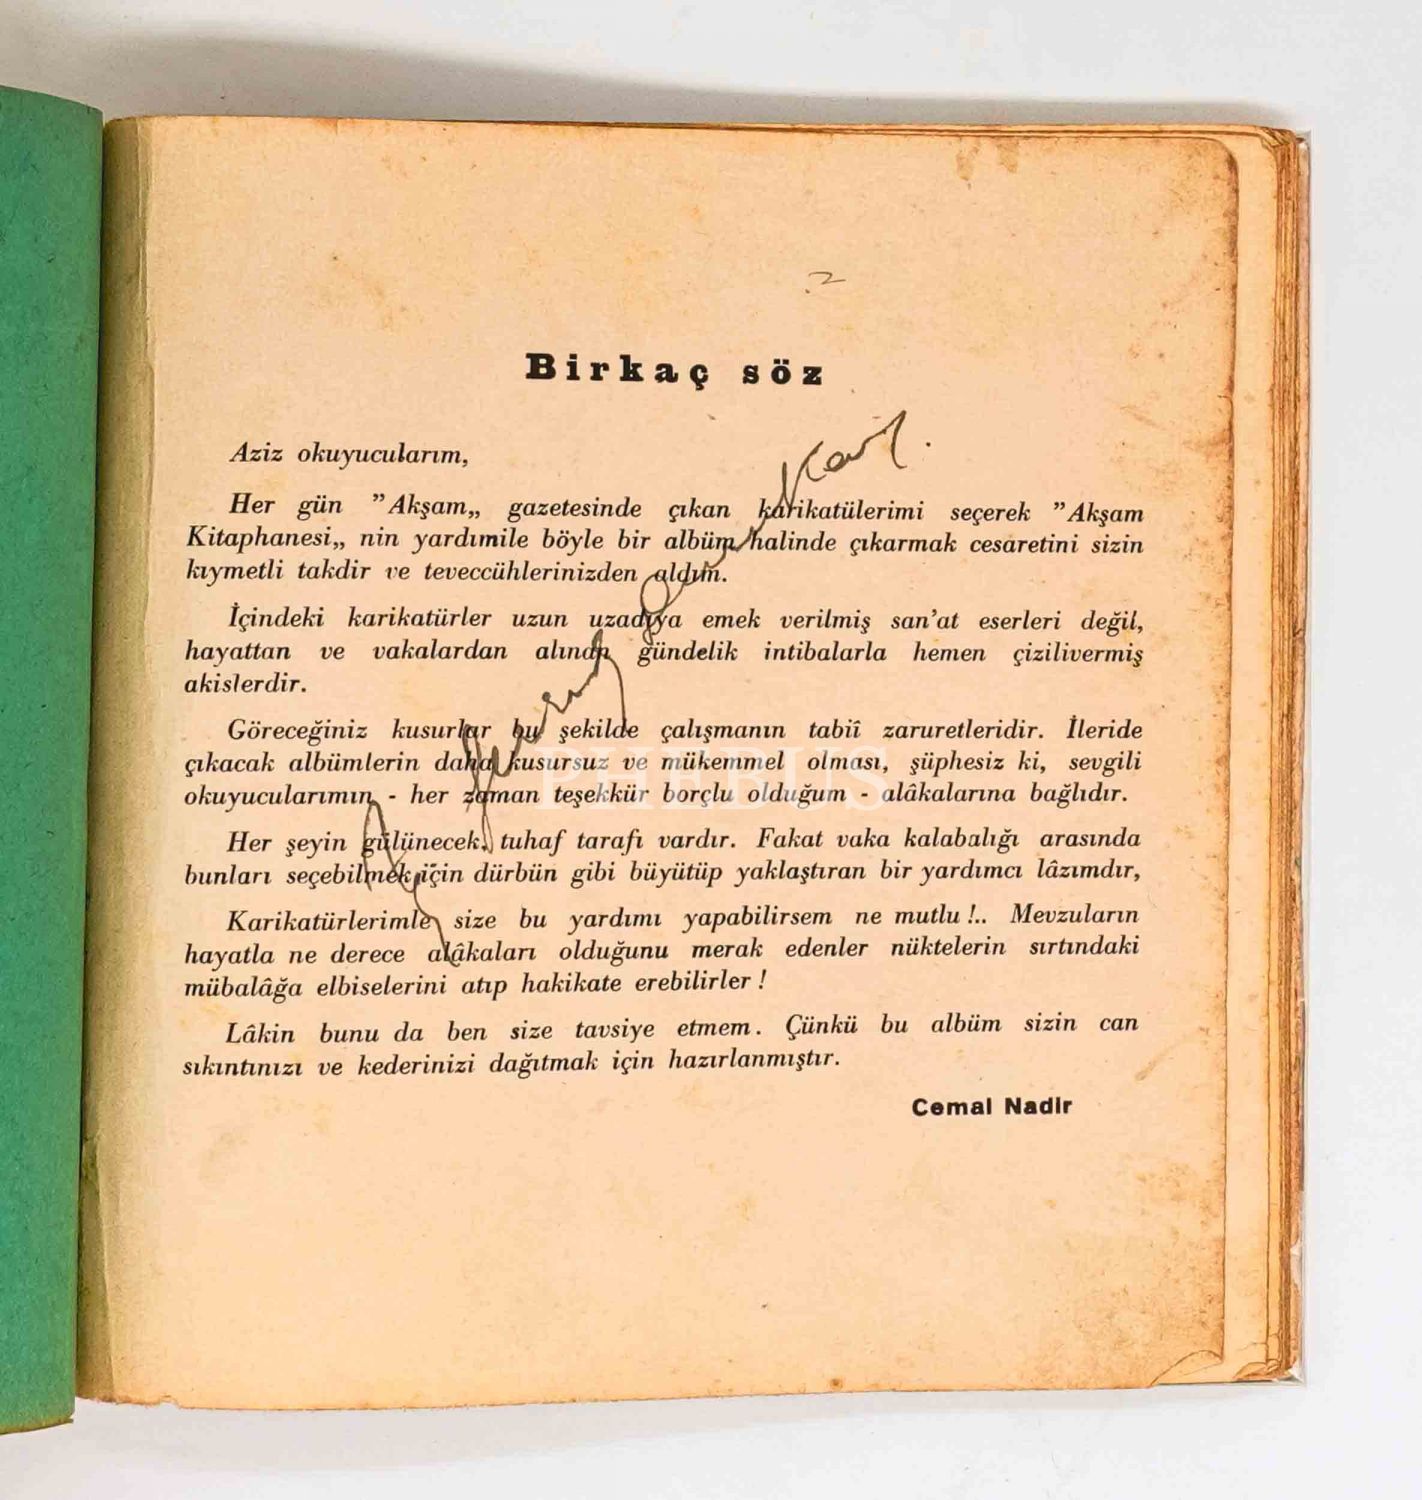 2
Birkaç söz
Aziz okuyucularım,
Her gün ”Akşam„ gazetesinde çıkan karikatülerimi seçerek ”Akşam
Kitaphanesi„ nin yardımile böyle bir albüm halinde çıkarmak cesaretini sizin
kıymetli takdir ve teveccühlerinizden aldım.
İçindeki karikatürler uzun uzadıya emek verilmiş san'at eserleri değil,
hayattan ve vakalardan alınan gündelik intibalarla hemen çizilivermiş
akislerdir.
Göreceğiniz kusurlar bu şekilde çalışmanın tabiî zaruretleridir. İleride
çıkacak albümlerin daha kusursuz ve mükemmel olması, şüphesiz ki, sevgili
okuyucularımın - her zaman teşekkür borçlu olduğum - alâkalarına bağlıdır.
PHEBUS
Her şeyin gülünecek, tuhaf tarafı vardır. Fakat vaka kalabalığı arasında
bunları seçebilmek için dürbün gibi büyütüp yaklaştıran bir yardımcı lâzımdır,
Karikatürlerimle size bu yardımı yapabilirsem ne mutlu !.. Mevzuların
hayatla ne derece alâkaları olduğunu merak edenler nüktelerin sırtındaki
mübalâğa elbiselerini atıp hakikate erebilirler !
Lâkin bunu da ben size tavsiye etmem. Çünkü bu albüm sizin can
sıkıntınızı ve kederinizi dağıtmak için hazırlanmıştır.
Cemal Nadir